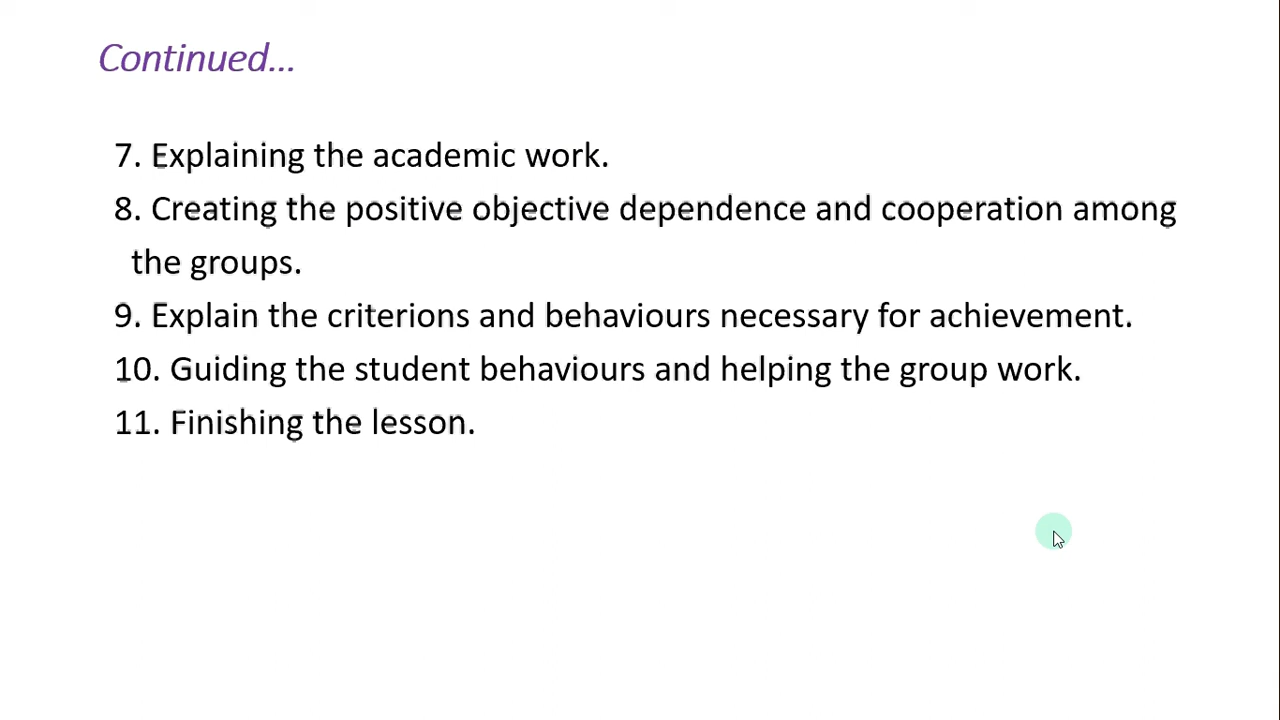 Continued...
7. Explaining the academic work.
8. Creating the positive objective dependence and cooperation among
the groups.
9. Explain the criterions and behaviours necessary for achievement.
10. Guiding the student behaviours and helping the group work.
11. Finishing the lesson.